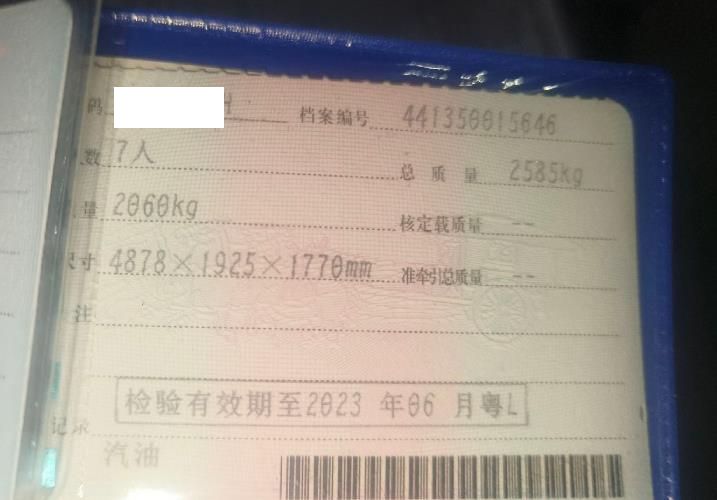 码 H 档案编号 441350015646
数 7人 总质量 2585kg
量 2060kg 核定载质量 --
尺寸 4878×1925×1770mm 准牵引总质量 --
注
检验有效期至2023 年06 月粤L
记录
汽油